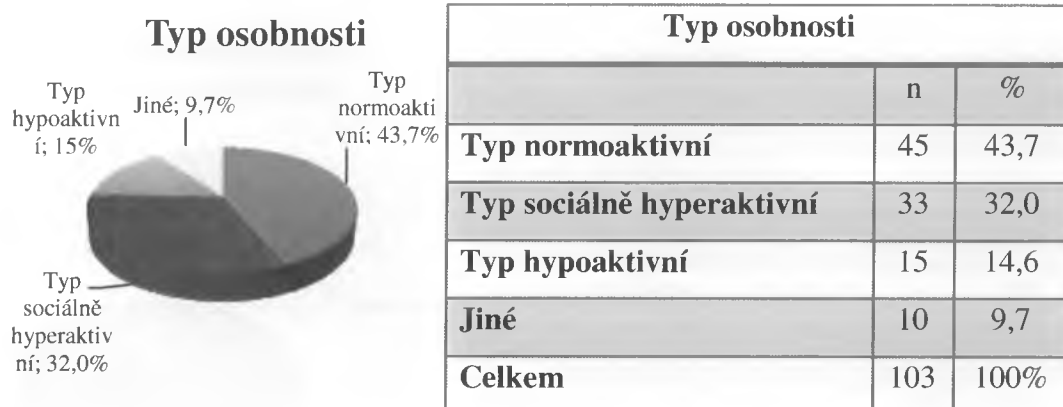 Typ osobnosti
Typ
hypoaktivn
í; 15%
Jiné; 9,7%
Typ
normoakti
vní; 43,7%
Typ
sociálně
hyperaktiv
ní; 32,0%
Typ osobnosti
n %
Typ normoaktivní 45 43,7
Typ sociálně hyperaktivní 33 32,0
Typ hypoaktivní 15 14,6
Jiné 10 9,7
Celkem 103 100%